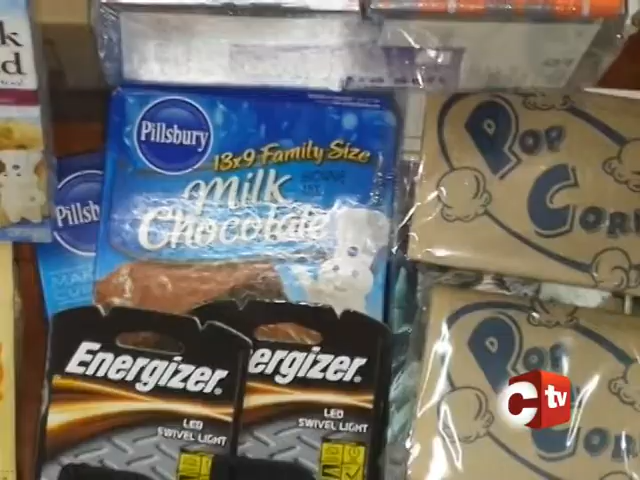 k
d
Pillsbury
13x9 Family Size
Milk
Chocolate
Pillsb
POP
CORN
Energizer.
LED
SWIVEL LIGHT
ergizer.
LED
SWIVEL LIGHT
POP
CORN
C tv